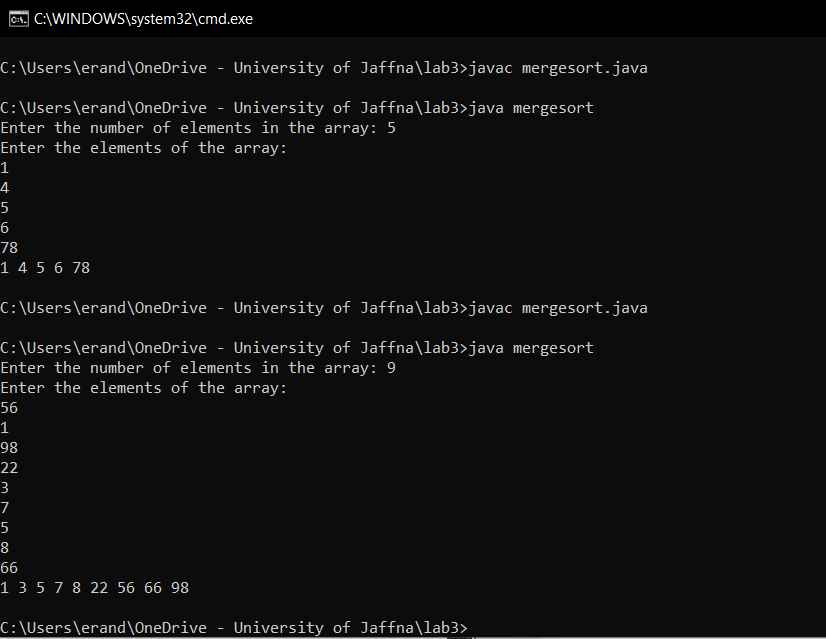 C:\WINDOWS\system32\cmd.exe
C:\Users\erand\OneDrive - University of Jaffna\lab3>javac mergesort.java
C:\Users\erand\OneDrive - University of Jaffna\lab3>java mergesort
Enter the number of elements in the array: 5
Enter the elements of the array:
1
4
5
6
78
1 4 5 6 78
C:\Users\erand\OneDrive - University of Jaffna\lab3>javac mergesort.java
C:\Users\erand\OneDrive - University of Jaffna\lab3>java mergesort
Enter the number of elements in the array: 9
Enter the elements of the array:
56
1
98
22
3
7
5
8
66
1 3 5 7 8 22 56 66 98
C:\Users\erand\OneDrive - University of Jaffna\lab3>